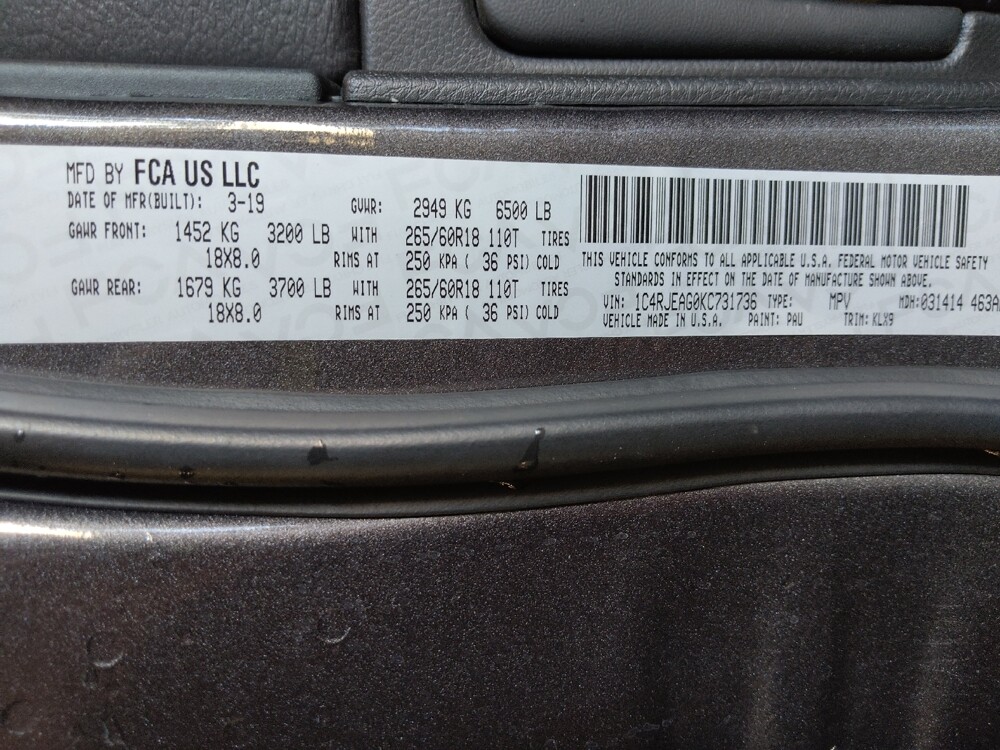 MFD BY FCA US LLC
DATE OF MFR(BUILT): 3-19 GVWR: 2949 KG 6500 LB
GAWR FRONT: 1452 KG 3200 LB WITH 265/60R18 110T TIRES
18X8.0 RIMS AT 250 KPA ( 36 PSI) COLD
GAWR REAR: 1679 KG 3700 LB WITH 265/60R18 110T TIRES
18X8.0 RIMS AT 250 KPA ( 36 PSI) COLD
THIS VEHICLE CONFORMS TO ALL APPLICABLE U.S.A. FEDERAL MOTOR VEHICLE SAFETY
STANDARDS IN EFFECT ON THE DATE OF MANUFACTURE SHOWN ABOVE.
VIN: 1C4RJEAG0KC731736 TYPE: MPV MDH:031414 463A
VEHICLE MADE IN U.S.A. PAINT: PAU TRIM: KLX9